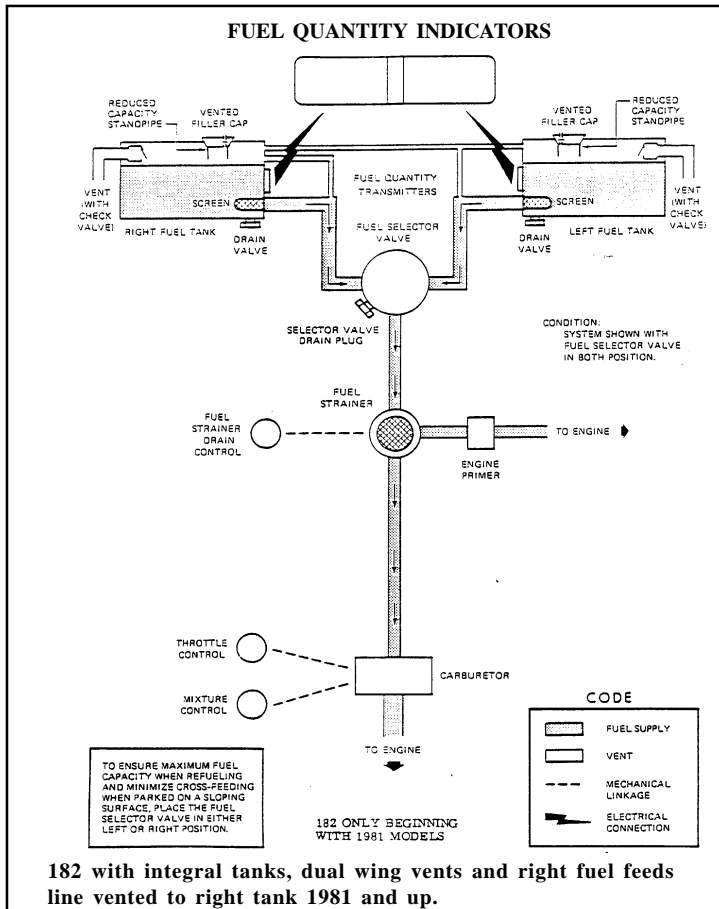 FUEL QUANTITY INDICATORS
REDUCED
CAPACITY
STANDPIPE
VENTED
FILLER CAP
VENTED
FILLER CAP
REDUCED
CAPACITY
STANDPIPE
VENT
(WITH
CHECK
VALVE)
SCREEN
RIGHT FUEL TANK
DRAIN
VALVE
FUEL QUANTITY
TRANSMITTERS
FUEL SELECTOR
VALVE
SCREEN
DRAIN
VALVE
LEFT FUEL TANK
VENT
(WITH
CHECK
VALVE)
SELECTOR VALVE
DRAIN PLUG
CONDITION:
SYSTEM SHOWN WITH
FUEL SELECTOR VALVE
IN BOTH POSITION.
FUEL
STRAINER
FUEL
STRAINER
DRAIN
CONTROL
TO ENGINE
ENGINE
PRIMER
THROTTLE
CONTROL
CARBURETOR
MIXTURE
CONTROL
TO ENGINE
CODE
FUEL SUPPLY
VENT
MECHANICAL
LINKAGE
ELECTRICAL
CONNECTION
TO ENSURE MAXIMUM FUEL
CAPACITY WHEN REFUELING
AND MINIMIZE CROSS-FEEDING
WHEN PARKED ON A SLOPING
SURFACE, PLACE THE FUEL
SELECTOR VALVE IN EITHER
LEFT OR RIGHT POSITION.
182 ONLY BEGINNING
WITH 1981 MODELS
182 with integral tanks, dual wing vents and right fuel feeds
line vented to right tank 1981 and up.